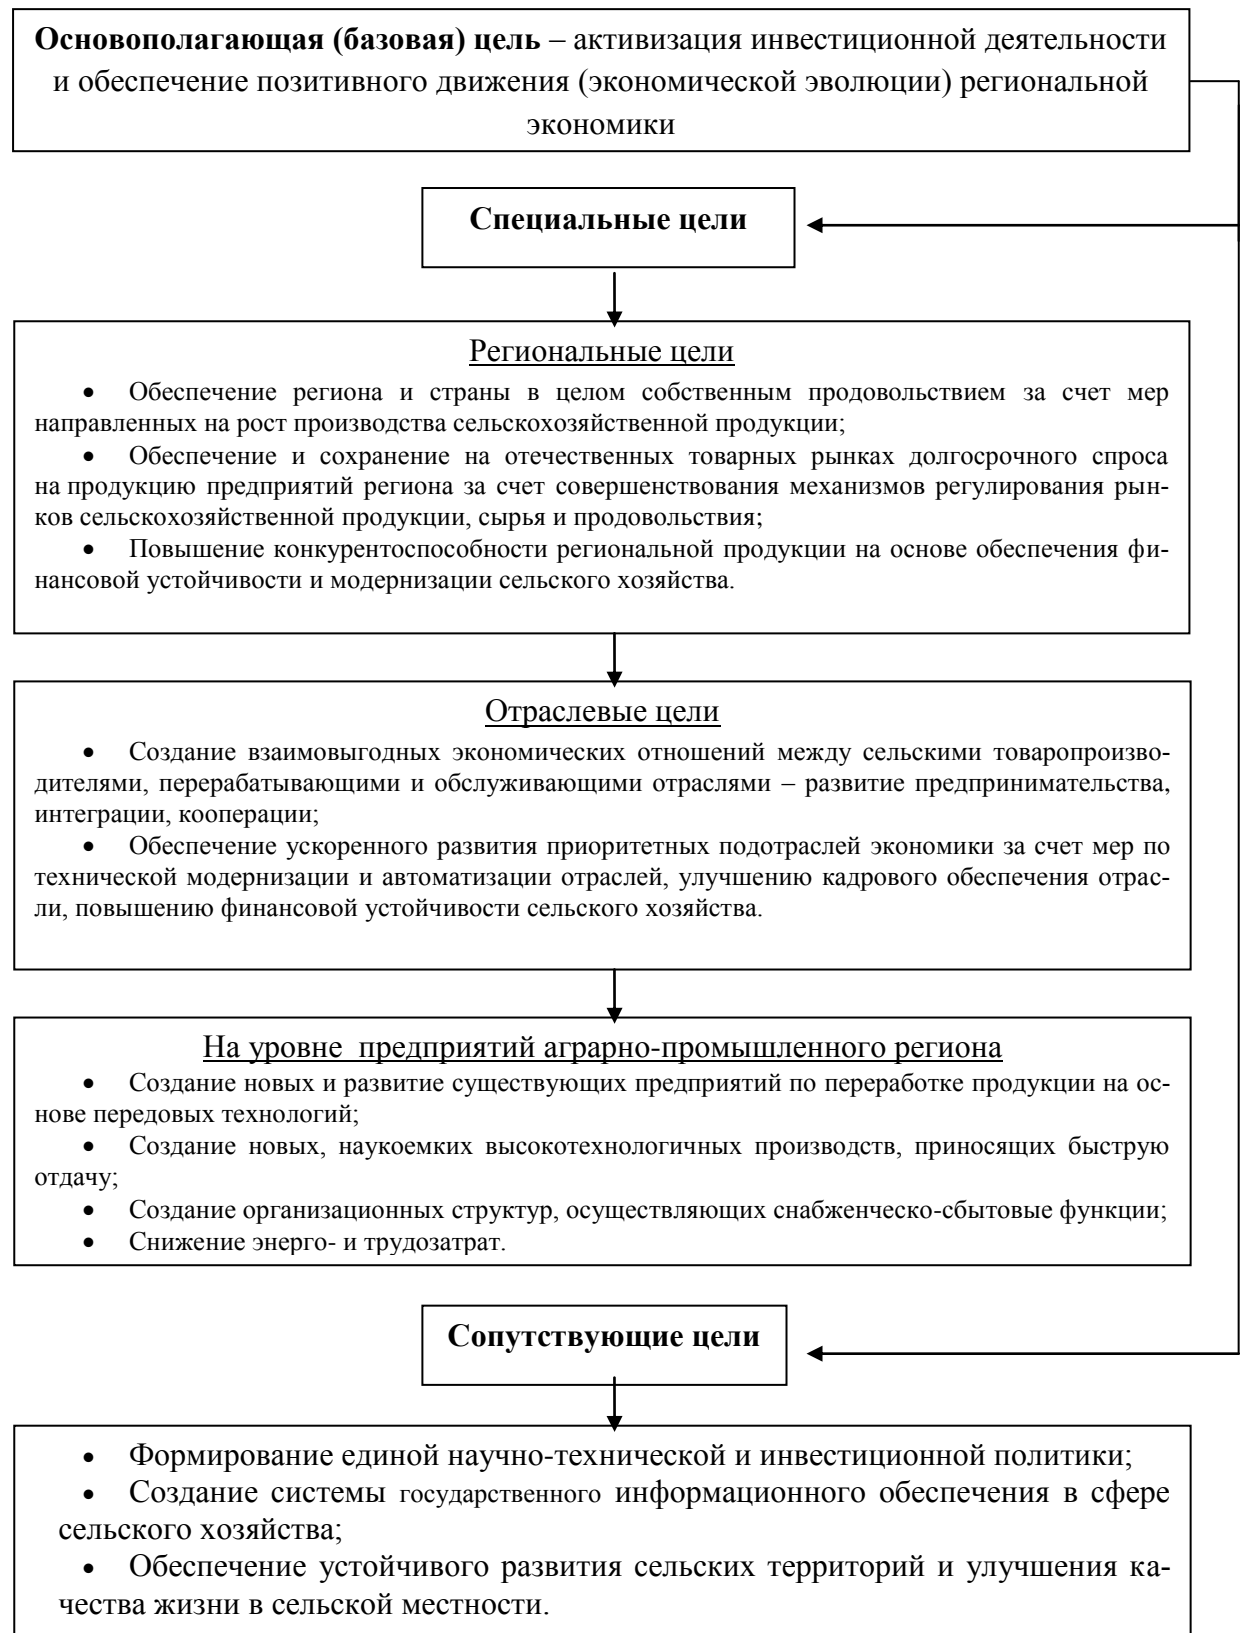 Основополагающая (базовая) цель – активизация инвестиционной деятельности
и обеспечение позитивного движения (экономической эволюции) региональной
экономики
Специальные цели
Региональные цели
• Обеспечение региона и страны в целом собственным продовольствием за счет мер
направленных на рост производства сельскохозяйственной продукции;
• Обеспечение и сохранение на отечественных товарных рынках долгосрочного спроса
на продукцию предприятий региона за счет совершенствования механизмов регулирования рын-
ков сельскохозяйственной продукции, сырья и продовольствия;
• Повышение конкурентоспособности региональной продукции на основе обеспечения фи-
нансовой устойчивости и модернизации сельского хозяйства.
Отраслевые цели
• Создание взаимовыгодных экономических отношений между сельскими товаропроизво-
дителями, перерабатывающими и обслуживающими отраслями – развитие предпринимательства,
интеграции, кооперации;
• Обеспечение ускоренного развития приоритетных подотраслей экономики за счет мер по
технической модернизации и автоматизации отраслей, улучшению кадрового обеспечения отрас-
ли, повышению финансовой устойчивости сельского хозяйства.
На уровне предприятий аграрно-промышленного региона
• Создание новых и развитие существующих предприятий по переработке продукции на ос-
нове передовых технологий;
• Создание новых, наукоемких высокотехнологичных производств, приносящих быструю
отдачу;
• Создание организационных структур, осуществляющих снабженческо-сбытовые функции;
• Снижение энерго- и трудозатрат.
Сопутствующие цели
• Формирование единой научно-технической и инвестиционной политики;
• Создание системы государственного информационного обеспечения в сфере
сельского хозяйства;
• Обеспечение устойчивого развития сельских территорий и улучшения ка-
чества жизни в сельской местности.